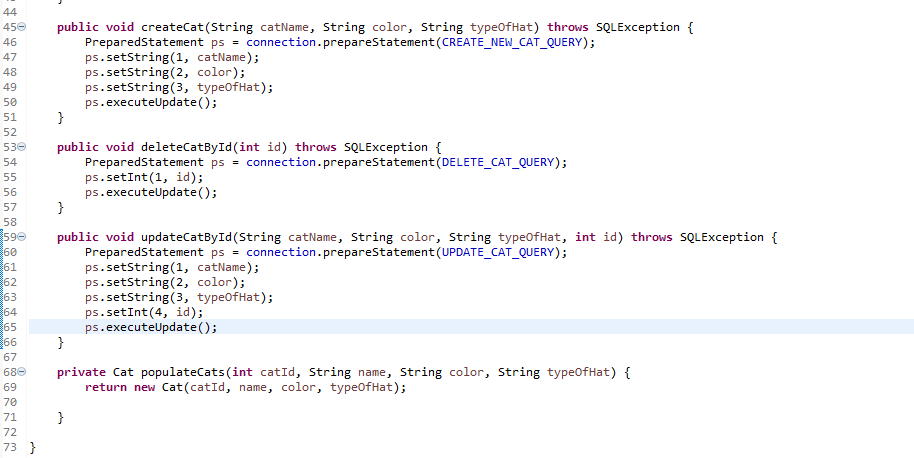 44
45 public void createCat(String catName, String color, String typeOfHat) throws SQLException {
46 PreparedStatement ps = connection.prepareStatement(CREATE_NEW_CAT_QUERY);
47 ps.setString(1, catName);
48 ps.setString(2, color);
49 ps.setString(3, typeOfHat);
50 ps.executeUpdate();
51 }
52
53 public void deleteCatById(int id) throws SQLException {
54 PreparedStatement ps = connection.prepareStatement(DELETE_CAT_QUERY);
55 ps.setInt(1, id);
56 ps.executeUpdate();
57 }
58
59 public void updateCatById(String catName, String color, String typeOfHat, int id) throws SQLException {
60 PreparedStatement ps = connection.prepareStatement(UPDATE_CAT_QUERY);
61 ps.setString(1, catName);
62 ps.setString(2, color);
63 ps.setString(3, typeOfHat);
64 ps.setInt(4, id);
65 ps.executeUpdate();
66 }
67
68 private Cat populateCats(int catId, String name, String color, String typeOfHat) {
69 return new Cat(catId, name, color, typeOfHat);
70
71 }
72
73 }